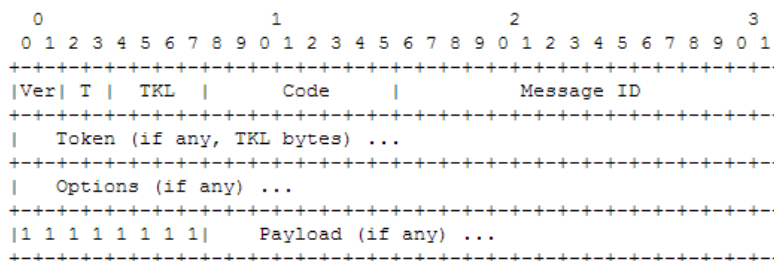 0                   1                   2                   3
0 1 2 3 4 5 6 7 8 9 0 1 2 3 4 5 6 7 8 9 0 1 2 3 4 5 6 7 8 9 0 1
+-+-+-+-+-+-+-+-+-+-+-+-+-+-+-+-+-+-+-+-+-+-+-+-+-+-+-+-+-+-+-+-
|Ver| T |  TKL  |      Code     |          Message ID
+-+-+-+-+-+-+-+-+-+-+-+-+-+-+-+-+-+-+-+-+-+-+-+-+-+-+-+-+-+-+-+-
|   Token (if any, TKL bytes) ...
+-+-+-+-+-+-+-+-+-+-+-+-+-+-+-+-+-+-+-+-+-+-+-+-+-+-+-+-+-+-+-+-
|   Options (if any) ...
+-+-+-+-+-+-+-+-+-+-+-+-+-+-+-+-+-+-+-+-+-+-+-+-+-+-+-+-+-+-+-+-
|1 1 1 1 1 1 1 1|    Payload (if any) ...
+-+-+-+-+-+-+-+-+-+-+-+-+-+-+-+-+-+-+-+-+-+-+-+-+-+-+-+-+-+-+-+-